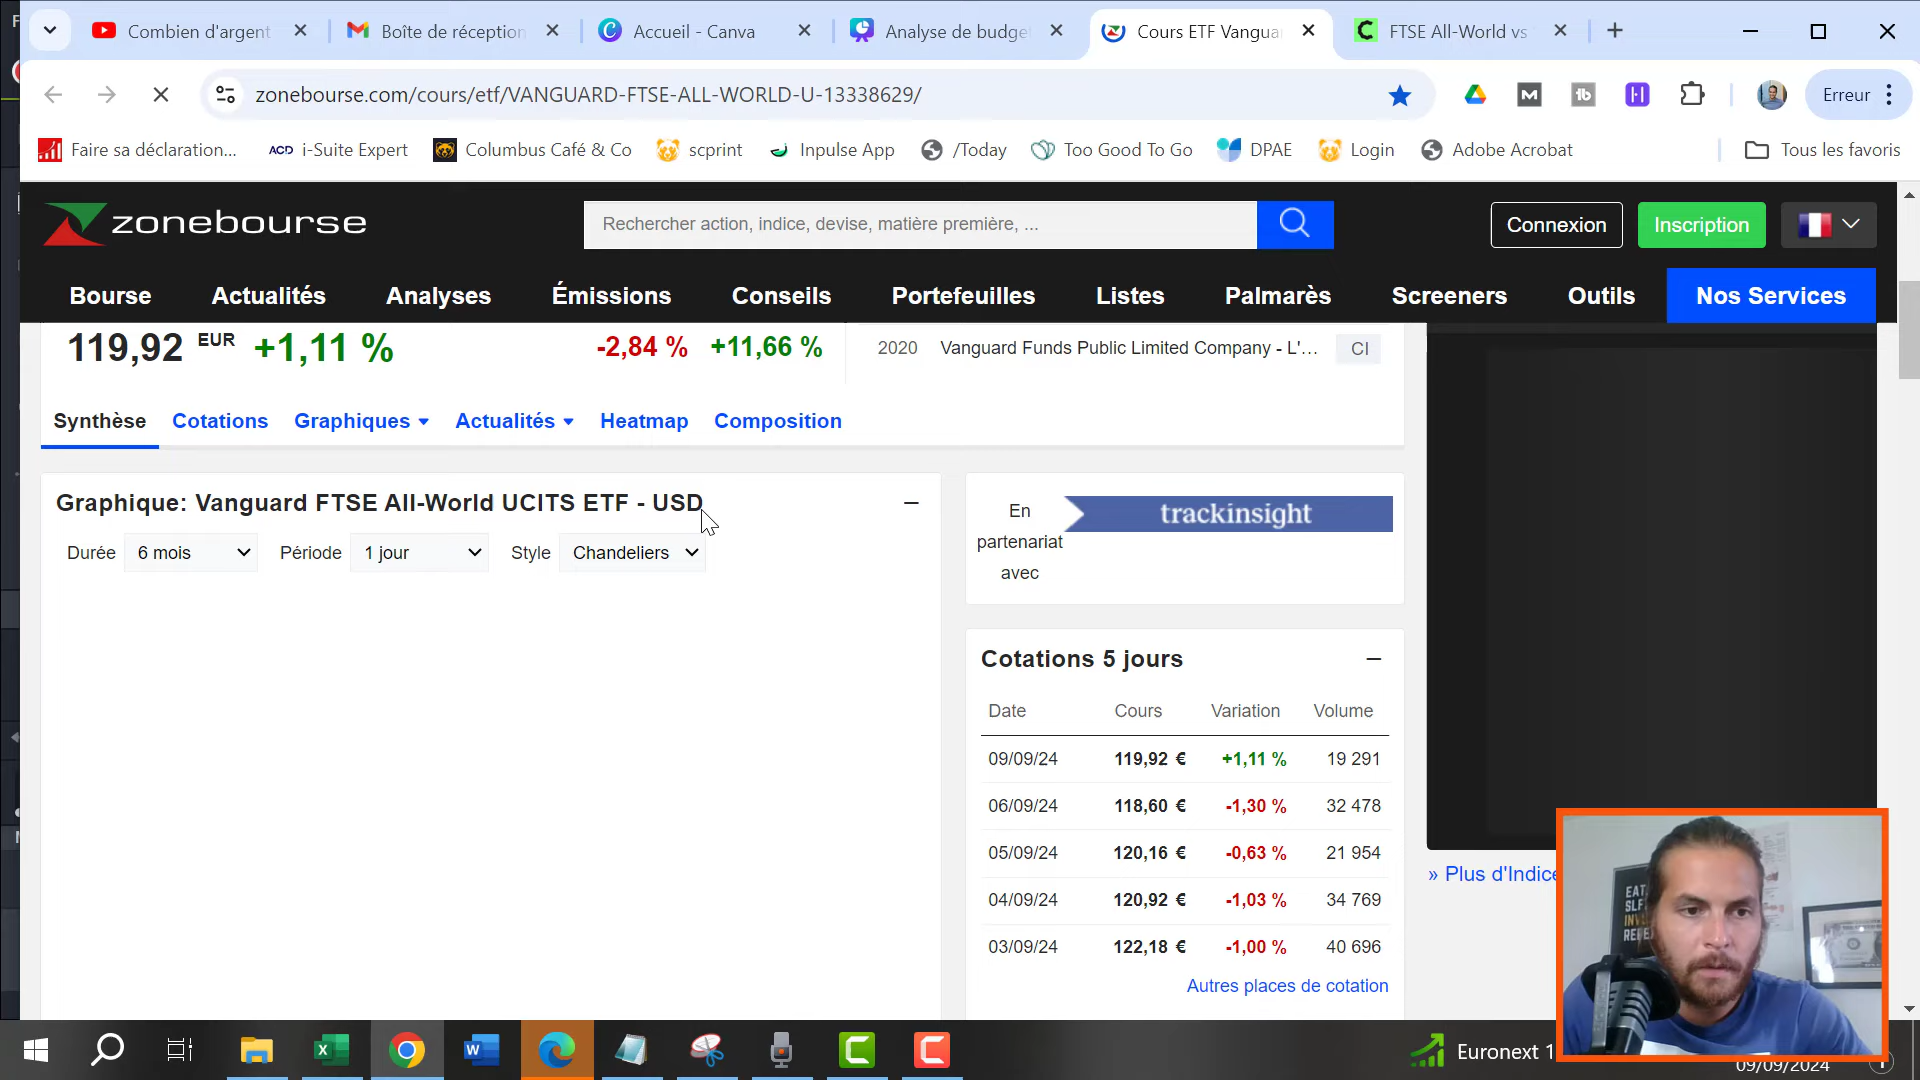 Combien d'argent
Boîte de réception
Accueil - Canva
Analyse de budge
Cours ETF Vangua
FTSE All-World vs
zonebourse.com/cours/etf/VANGUARD-FTSE-ALL-WORLD-U-13338629/
Erreur
Faire sa déclaration...
ACD i-Suite Expert
Columbus Café & Co
scprint
Inpulse App
/Today
Too Good To Go
DPAE
Login
Adobe Acrobat
Tous les favoris
zonebourse
Rechercher action, indice, devise, matière première, ...
Connexion
Inscription
Bourse
Actualités
Analyses
Émissions
Conseils
Portefeuilles
Listes
Palmarès
Screeners
Outils
Nos Services
119,92 EUR +1,11 %
-2,84 % +11,66 %
2020 Vanguard Funds Public Limited Company - L'... CI
Synthèse
Cotations
Graphiques
Actualités
Heatmap
Composition
Graphique: Vanguard FTSE All-World UCITS ETF - USD
Durée 6 mois Période 1 jour Style Chandeliers
En
partenariat
avec
trackinsight
Cotations 5 jours
Date Cours Variation Volume
09/09/24 119,92 € +1,11 % 19 291
06/09/24 118,60 € -1,30 % 32 478
05/09/24 120,16 € -0,63 % 21 954
04/09/24 120,92 € -1,03 % 34 769
03/09/24 122,18 € -1,00 % 40 696
Autres places de cotation
» Plus d'Indice
EAT
SLF
INV
REPE
Euronext 1
09/09/2024